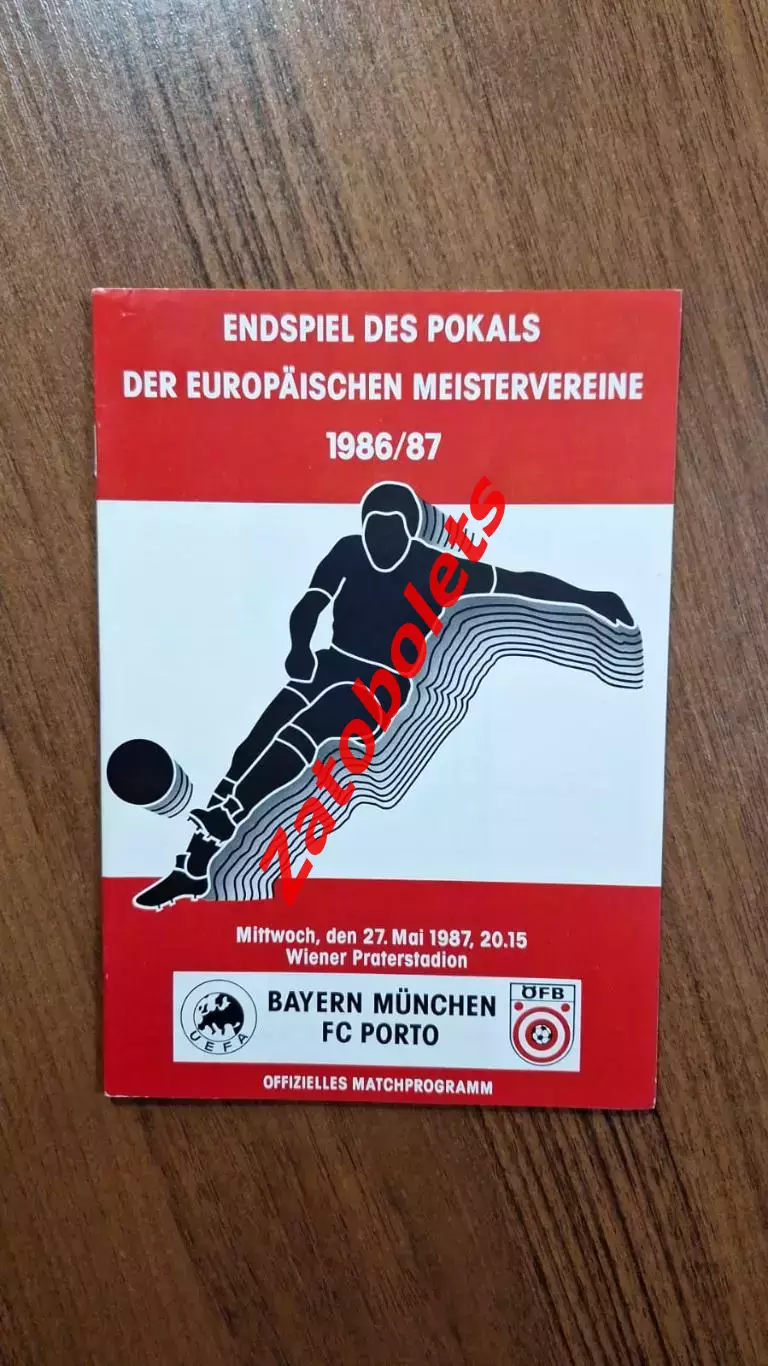 ENDSPIEL DES POKALS
DER EUROPÄISCHEN MEISTERVEREINE
1986/87
Zatobolets
Mittwoch, den 27. Mai 1987, 20.15
Wiener Praterstadion
UEFA
BAYERN MÜNCHEN
FC PORTO
ÖFB
OFFIZIELLES MATCHPROGRAMM